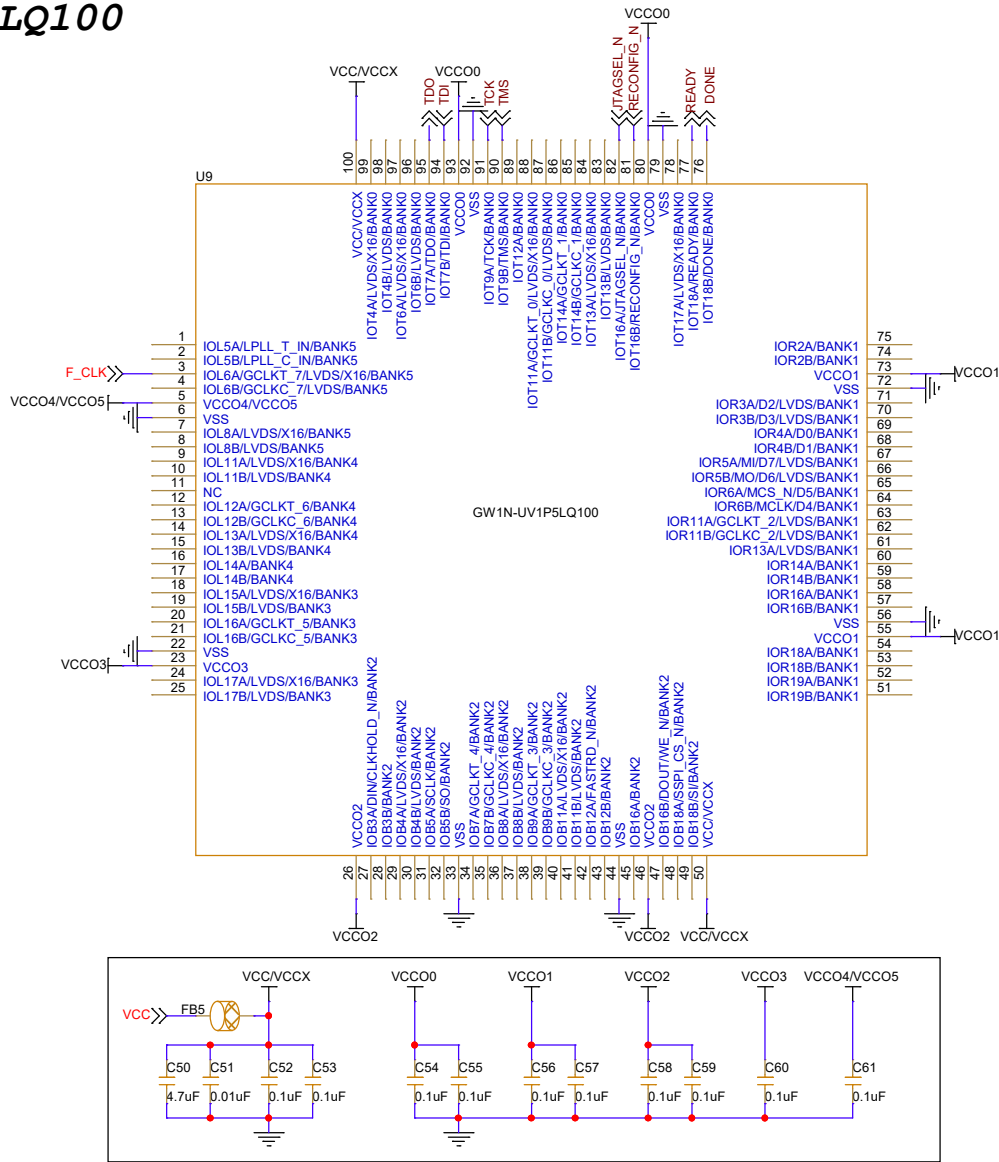 LQ100
VCCO0
VCC/VCCX
VCCO0
TDO
TDI
TCK
TMS
JTAGSEL_N
RECONFIG_N
READY
DONE
100
99
98
97
96
95
94
93
92
91
90
89
88
87
86
85
84
83
82
81
80
79
78
77
76
U9
VCC/VCCX
IOT4A/LVDS/X16/BANK0
IOT4B/LVDS/BANK0
IOT6A/LVDS/X16/BANK0
IOT6B/LVDS/BANK0
IOT7A/TDO/BANK0
IOT7B/TDI/BANK0
VCCO0
VSS
IOT9A/TCK/BANK0
IOT9B/TMS/BANK0
IOT12A/BANK0
IOT11A/GCLKT_0/LVDS/X16/BANK0
IOT11B/GCLKC_0/LVDS/BANK0
IOT14A/GCLKT_1/BANK0
IOT14B/GCLKC_1/BANK0
IOT13A/LVDS/X16/BANK0
IOT13B/LVDS/BANK0
IOT16A/JTAGSEL_N/BANK0
IOT16B/RECONFIG_N/BANK0
VCCO0
VSS
IOT17A/LVDS/X16/BANK0
IOT18A/READY/BANK0
IOT18B/DONE/BANK0
1 IOL5A/LPLL_T_IN/BANK5
2 IOL5B/LPLL_C_IN/BANK5
F_CLK 3 IOL6A/GCLKT_7/LVDS/X16/BANK5
4 IOL6B/GCLKC_7/LVDS/BANK5
VCCO4/VCCO5 5 VCCO4/VCCO5
6 VSS
7 IOL8A/LVDS/X16/BANK5
8 IOL8B/LVDS/BANK5
9 IOL11A/LVDS/X16/BANK4
10 IOL11B/LVDS/BANK4
11 NC
12 IOL12A/GCLKT_6/BANK4
13 IOL12B/GCLKC_6/BANK4
14 IOL13A/LVDS/X16/BANK4
15 IOL13B/LVDS/BANK4
16 IOL14A/BANK4
17 IOL14B/BANK4
18 IOL15A/LVDS/X16/BANK3
19 IOL15B/LVDS/BANK3
20 IOL16A/GCLKT_5/BANK3
21 IOL16B/GCLKC_5/BANK3
22 VSS
VCCO3 23 VCCO3
24 IOL17A/LVDS/X16/BANK3
25 IOL17B/LVDS/BANK3
GW1N-UV1P5LQ100
IOR2A/BANK1 75
IOR2B/BANK1 74
VCCO1 73 VCCO1
VSS 72
IOR3A/D2/LVDS/BANK1 71
IOR3B/D3/LVDS/BANK1 70
IOR4A/D0/BANK1 69
IOR4B/D1/BANK1 68
IOR5A/MI/D7/LVDS/BANK1 67
IOR5B/MO/D6/LVDS/BANK1 66
IOR6A/MCS_N/D5/BANK1 65
IOR6B/MCLK/D4/BANK1 64
IOR11A/GCLKT_2/LVDS/BANK1 63
IOR11B/GCLKC_2/LVDS/BANK1 62
IOR13A/LVDS/BANK1 61
IOR14A/BANK1 60
IOR14B/BANK1 59
IOR16A/BANK1 58
IOR16B/BANK1 57
VSS 56
VCCO1 55 VCCO1
IOR18A/BANK1 54
IOR18B/BANK1 53
IOR19A/BANK1 52
IOR19B/BANK1 51
VCCO2
IOB3A/DIN/CLKHOLD_N/BANK2
IOB3B/BANK2
IOB4A/LVDS/X16/BANK2
IOB4B/LVDS/BANK2
IOB5A/SCLK/BANK2
IOB5B/SO/BANK2
VSS
IOB7A/GCLKT_4/BANK2
IOB7B/GCLKC_4/BANK2
IOB8A/LVDS/X16/BANK2
IOB8B/LVDS/BANK2
IOB9A/GCLKT_3/BANK2
IOB9B/GCLKC_3/BANK2
IOB11A/LVDS/X16/BANK2
IOB11B/LVDS/BANK2
IOB12A/FASTRD_N/BANK2
IOB12B/BANK2
VSS
IOB16A/BANK2
VCCO2
IOB16B/DOUT/WE_N/BANK2
IOB18A/SSPI_CS_N/BANK2
IOB18B/SI/BANK2
VCC/VCCX
26
27
28
29
30
31
32
33
34
35
36
37
38
39
40
41
42
43
44
45
46
47
48
49
50
VCCO2
VCCO2
VCC/VCCX
VCC/VCCX VCCO0 VCCO1 VCCO2 VCCO3 VCCO4/VCCO5
VCC FB5
C50 C51 C52 C53 C54 C55 C56 C57 C58 C59 C60 C61
4.7uF 0.01uF 0.1uF 0.1uF 0.1uF 0.1uF 0.1uF 0.1uF 0.1uF 0.1uF 0.1uF 0.1uF